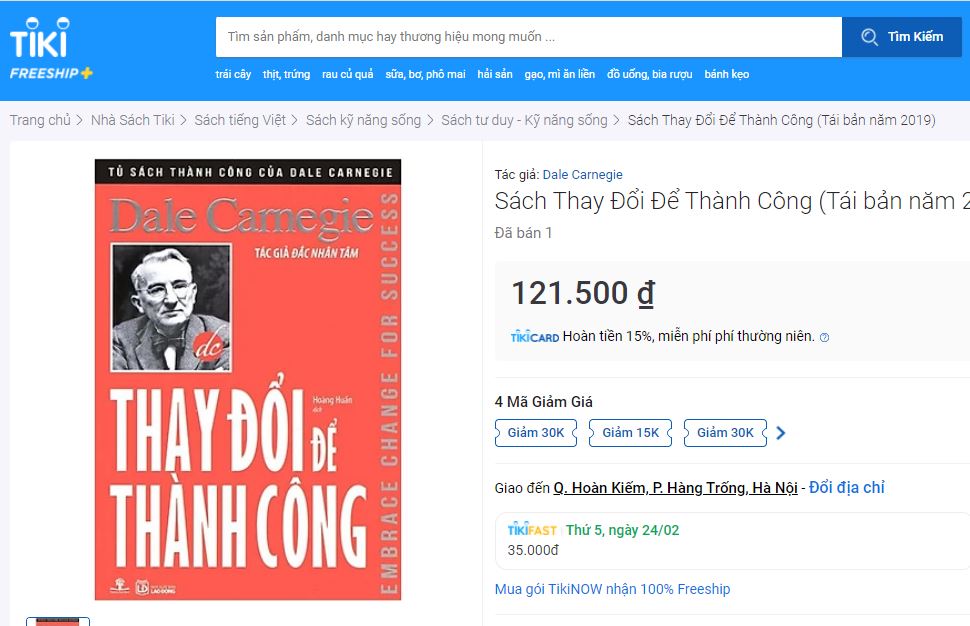 TIKI
FREESHIP+
Tìm sản phẩm, danh mục hay thương hiệu mong muốn ...
Tìm Kiếm
trái cây thịt, trứng rau củ quả sữa, bơ, phô mai hải sản gạo, mì ăn liền đồ uống, bia rượu bánh kẹo
Trang chủ > Nhà Sách Tiki > Sách tiếng Việt > Sách kỹ năng sống > Sách tư duy - Kỹ năng sống > Sách Thay Đổi Để Thành Công (Tái bản năm 2019)
TỦ SÁCH THÀNH CÔNG CỦA DALE CARNEGIE
Dale Carnegie
TÁC GIẢ ĐẮC NHÂN TÂM
dc
EMBRACE CHANGE FOR SUCCESS
THAY ĐỔI ĐỂ
Hoàng Huấn
dịch
THÀNH CÔNG
LAO ĐỘNG
Tác giả: Dale Carnegie
Sách Thay Đổi Để Thành Công (Tái bản năm 2
Đã bán 1
121.500 ₫
TIKICARD Hoàn tiền 15%, miễn phí phí thường niên. ?
4 Mã Giảm Giá
Giảm 30K Giảm 15K Giảm 30K
Giao đến Q. Hoàn Kiếm, P. Hàng Trống, Hà Nội - Đổi địa chỉ
TIKIFAST Thứ 5, ngày 24/02
35.000đ
Mua gói TikiNOW nhận 100% Freeship